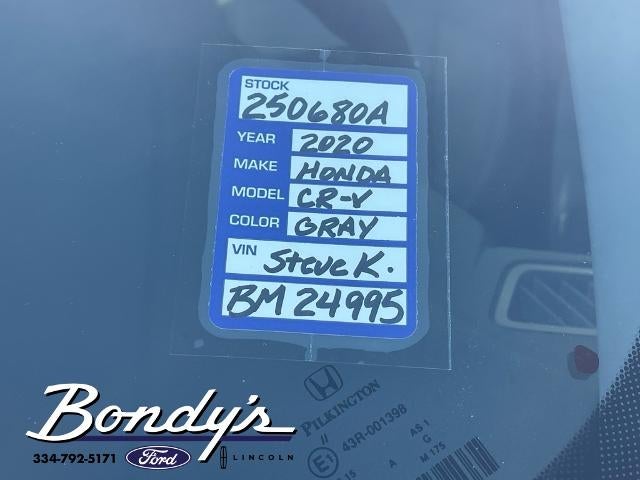 STOCK
250680A
YEAR 2020
MAKE HONDA
MODEL CR-V
COLOR GRAY
VIN Steve K.
BM 24995
PILKINGTON
//
E1 43R-001398
AS 1
G
A M 175
Bondy's
334-792-5171 Ford LINCOLN